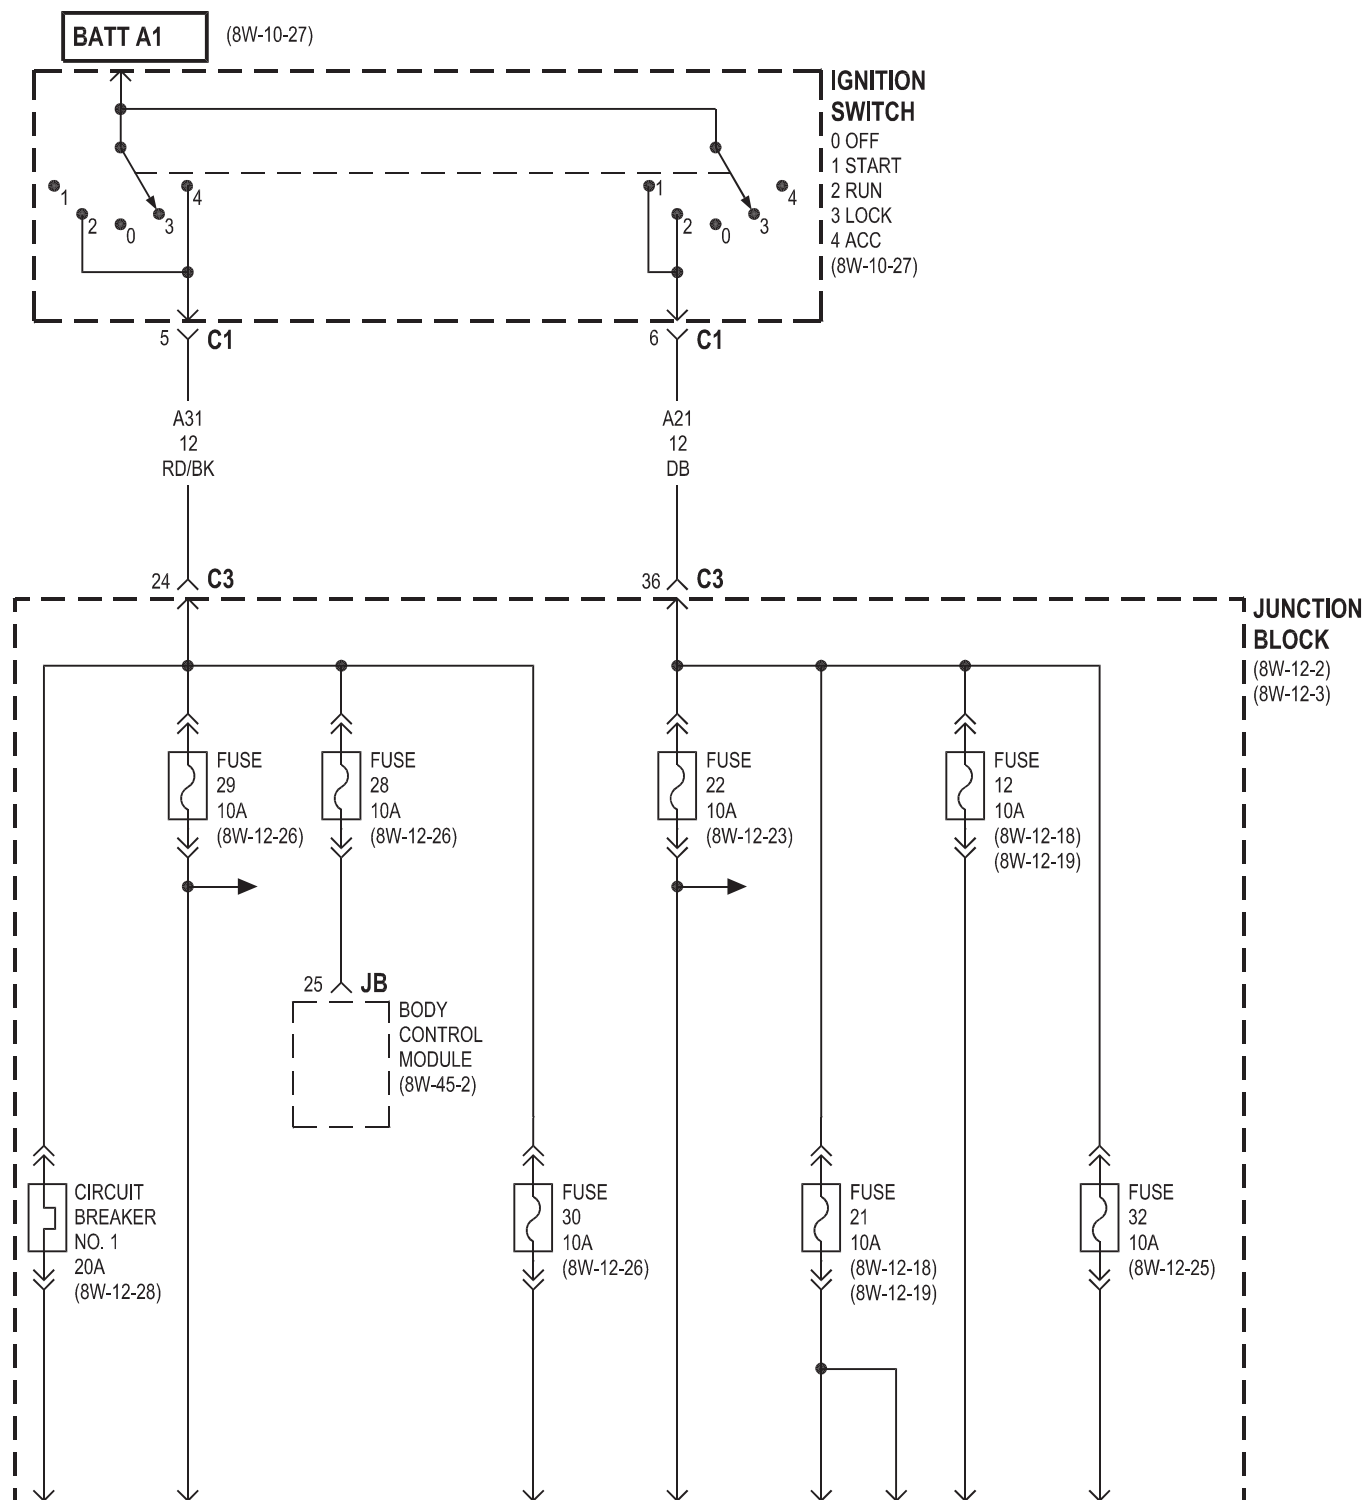 BATT A1
(8W-10-27)
IGNITION
SWITCH
0 OFF
1 START
2 RUN
3 LOCK
4 ACC
(8W-10-27)
1
2
0
3
4
1
2
0
3
4
5
C1
6
C1
A31
12
RD/BK
A21
12
DB
24
C3
36
C3
JUNCTION
BLOCK
(8W-12-2)
(8W-12-3)
FUSE
29
10A
(8W-12-26)
FUSE
28
10A
(8W-12-26)
FUSE
22
10A
(8W-12-23)
FUSE
12
10A
(8W-12-18)
(8W-12-19)
25
JB
BODY
CONTROL
MODULE
(8W-45-2)
CIRCUIT
BREAKER
NO. 1
20A
(8W-12-28)
FUSE
30
10A
(8W-12-26)
FUSE
21
10A
(8W-12-18)
(8W-12-19)
FUSE
32
10A
(8W-12-25)